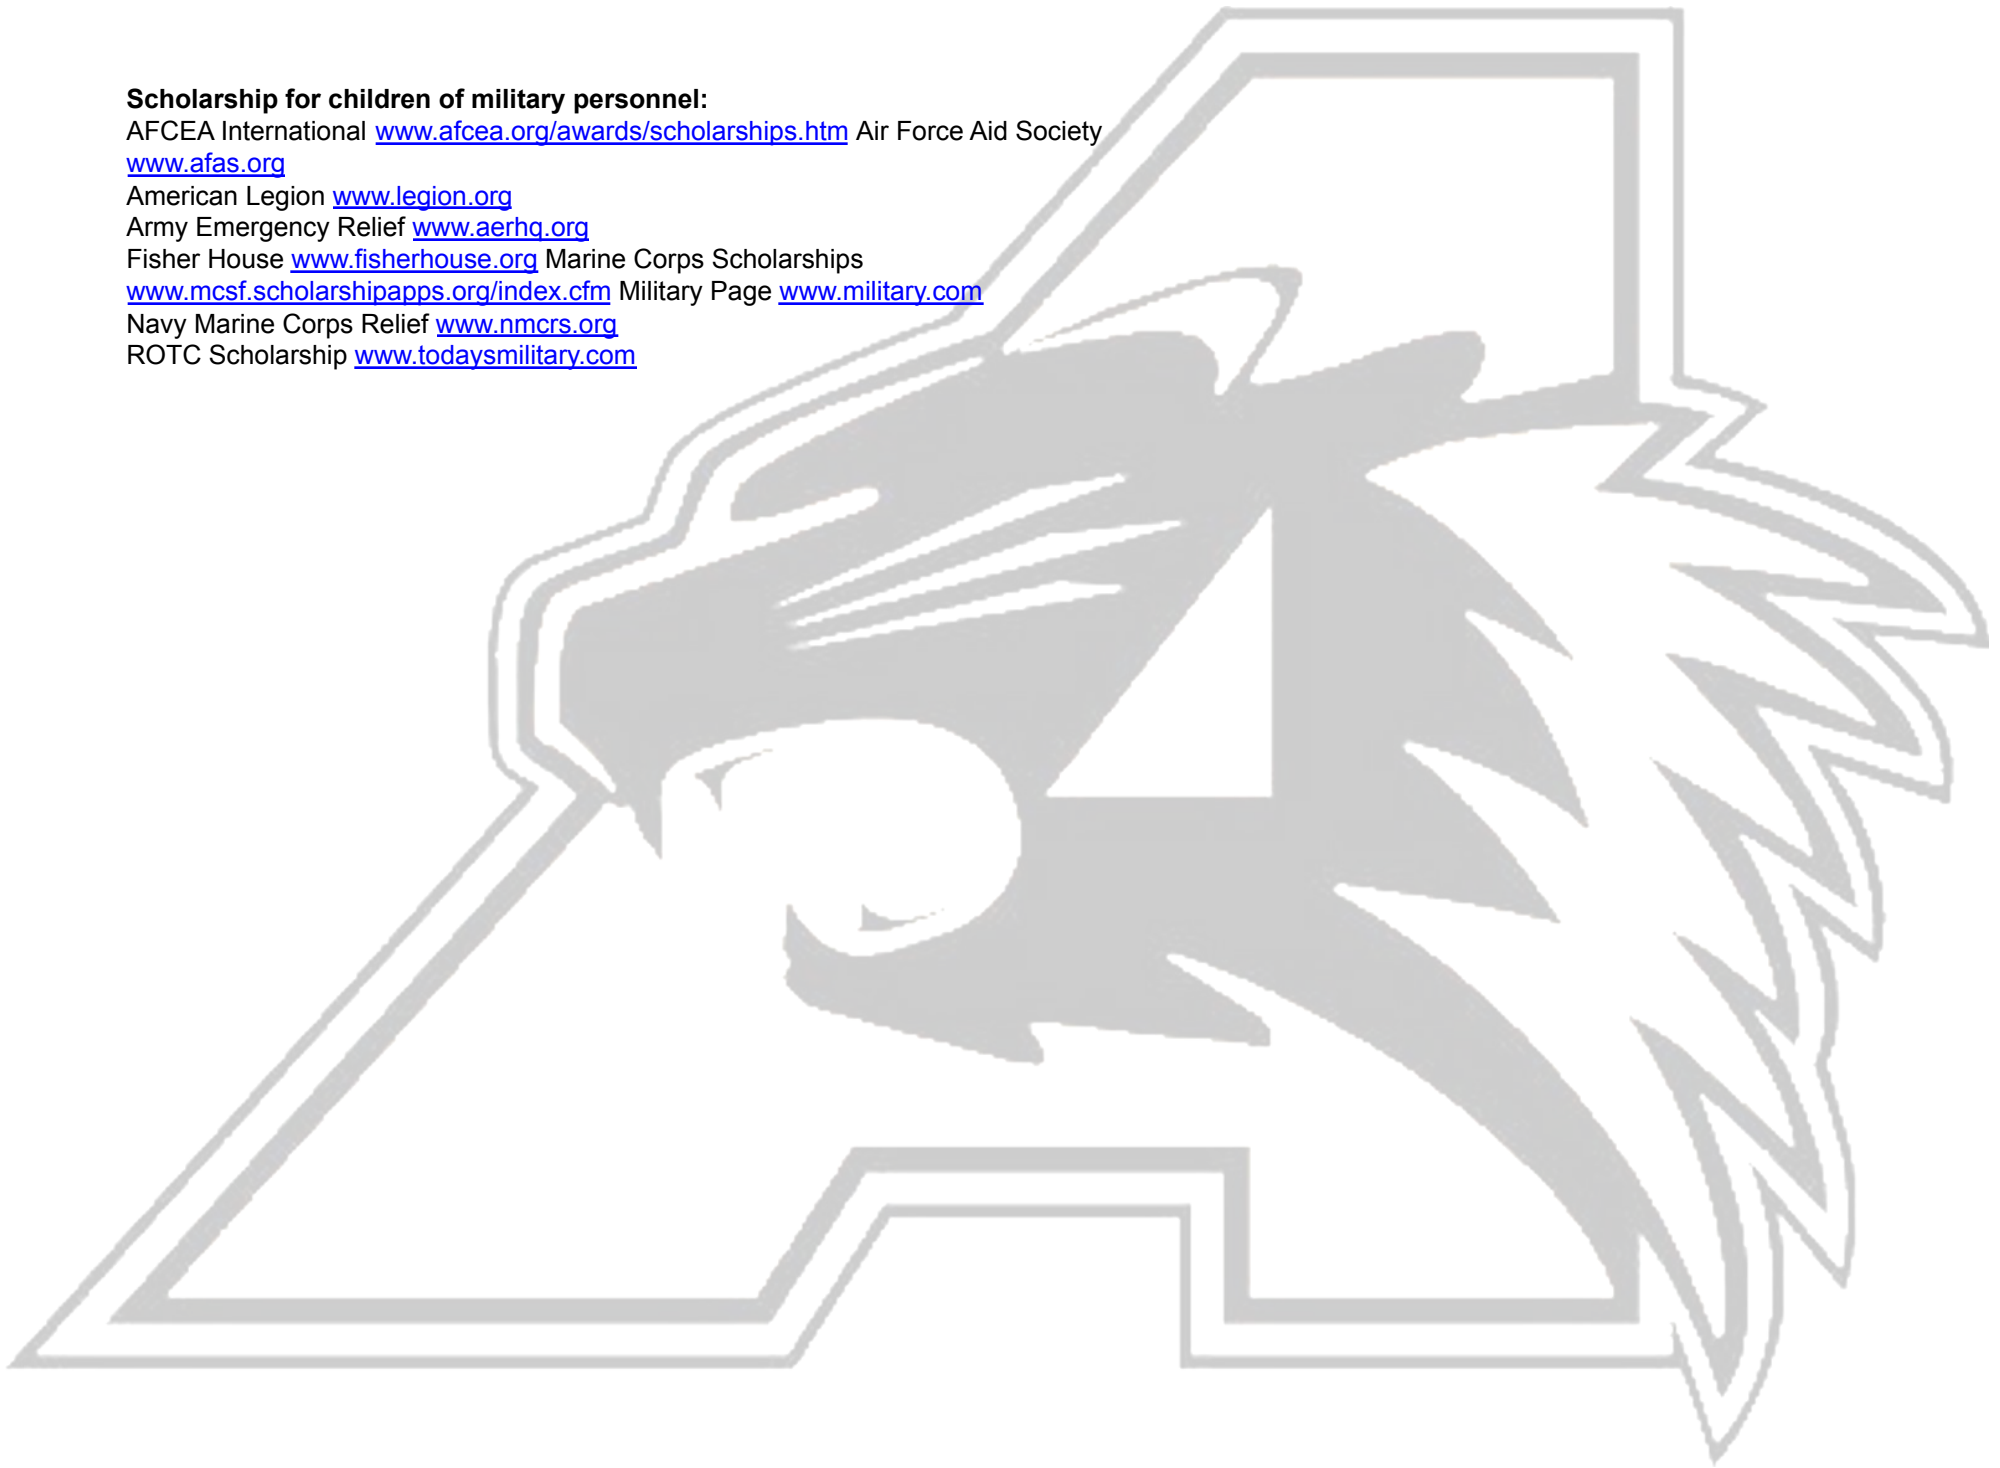 Scholarship for children of military personnel:
AFCEA International www.afcea.org/awards/scholarships.htm Air Force Aid Society
www.afas.org
American Legion www.legion.org
Army Emergency Relief www.aerhq.org
Fisher House www.fisherhouse.org Marine Corps Scholarships
www.mcsf.scholarshipapps.org/index.cfm Military Page www.military.com
Navy Marine Corps Relief www.nmcrs.org
ROTC Scholarship www.todaysmilitary.com